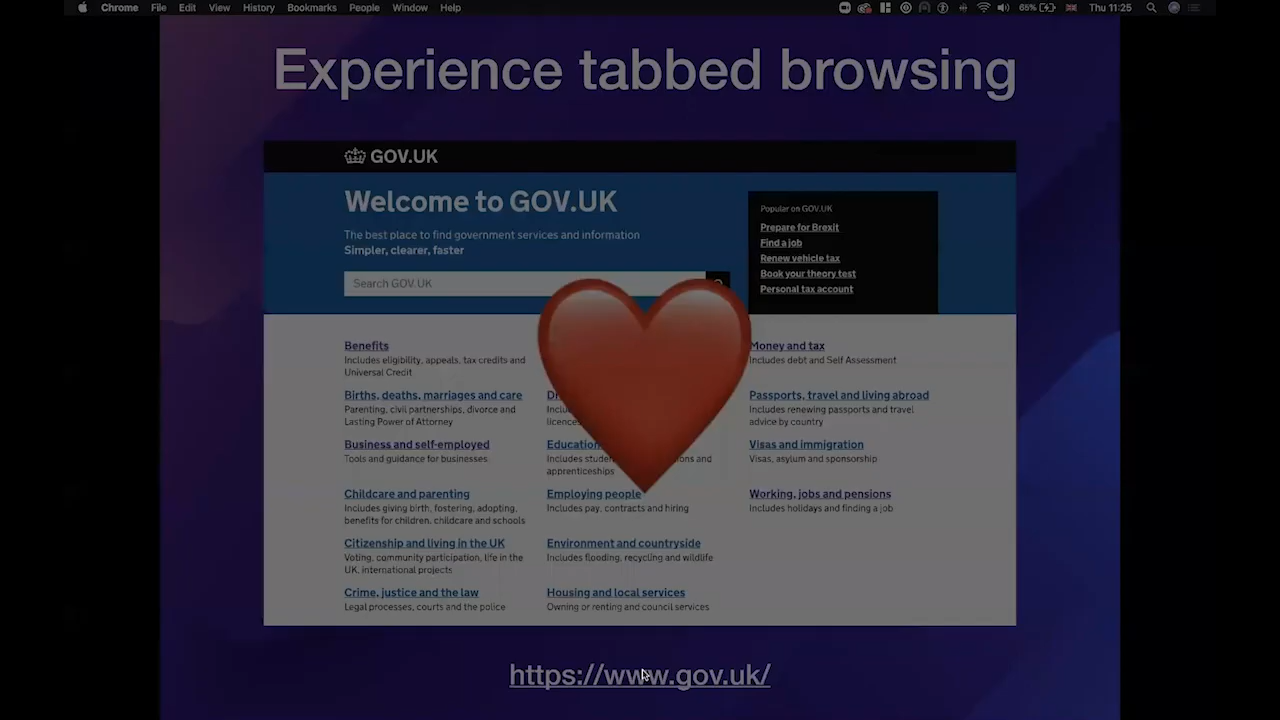 Chrome File Edit View History Bookmarks People Window Help 65% Thu 11:25
Experience tabbed browsing
GOV.UK
Welcome to GOV.UK
The best place to find government services and information
Simpler, clearer, faster
Search GOV.UK
Popular on GOV.UK
Prepare for Brexit
Find a job
Renew vehicle tax
Book your theory test
Personal tax account
Benefits
Includes eligibility, appeals, tax credits and
Universal Credit
Births, deaths, marriages and care
Parenting, civil partnerships, divorce and
Lasting Power of Attorney
Business and self-employed
Tools and guidance for businesses
Childcare and parenting
Includes giving birth, fostering, adopting,
benefits for children, childcare and schools
Citizenship and living in the UK
Voting, community participation, life in the
UK, international projects
Crime, justice and the law
Legal processes, courts and the police
Education
Includes
apprenticeships
Employing people
Includes pay, contracts and hiring
Environment and countryside
Includes flooding, recycling and wildlife
Housing and local services
Owning or renting and council services
Money and tax
Includes debt and Self Assessment
Passports, travel and living abroad
Includes renewing passports and travel
advice by country
Visas and immigration
Visas, asylum and sponsorship
Working, jobs and pensions
Includes holidays and finding a job
https://www.gov.uk/